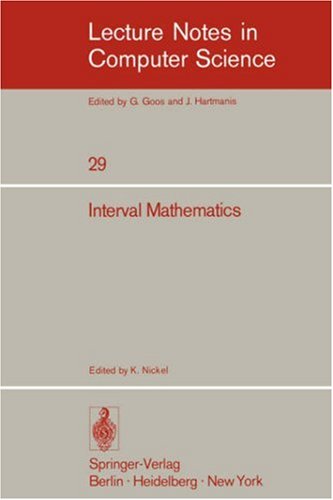 Lecture Notes in
Computer Science
Edited by G. Goos and J. Hartmanis
29
Interval Mathematics
Edited by K. Nickel
Springer-Verlag
Berlin · Heidelberg · New York